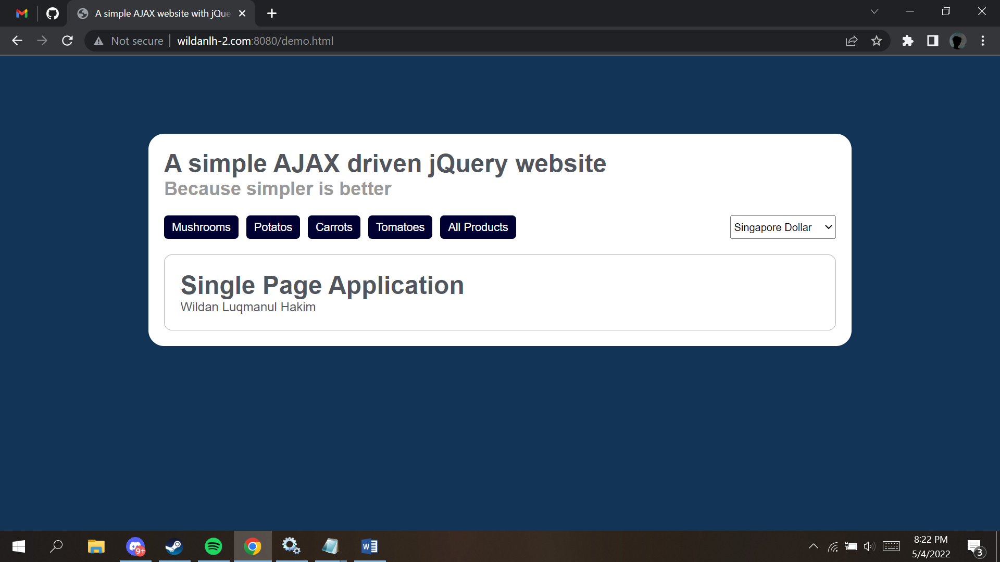 A simple AJAX website with jQue
Not secure
wildanlh-2.com:8080/demo.html
A simple AJAX driven jQuery website
Because simpler is better
Mushrooms Potatos Carrots Tomatoes All Products Singapore Dollar
Single Page Application
Wildan Luqmanul Hakim
9+
W
8:22 PM
5/4/2022
3